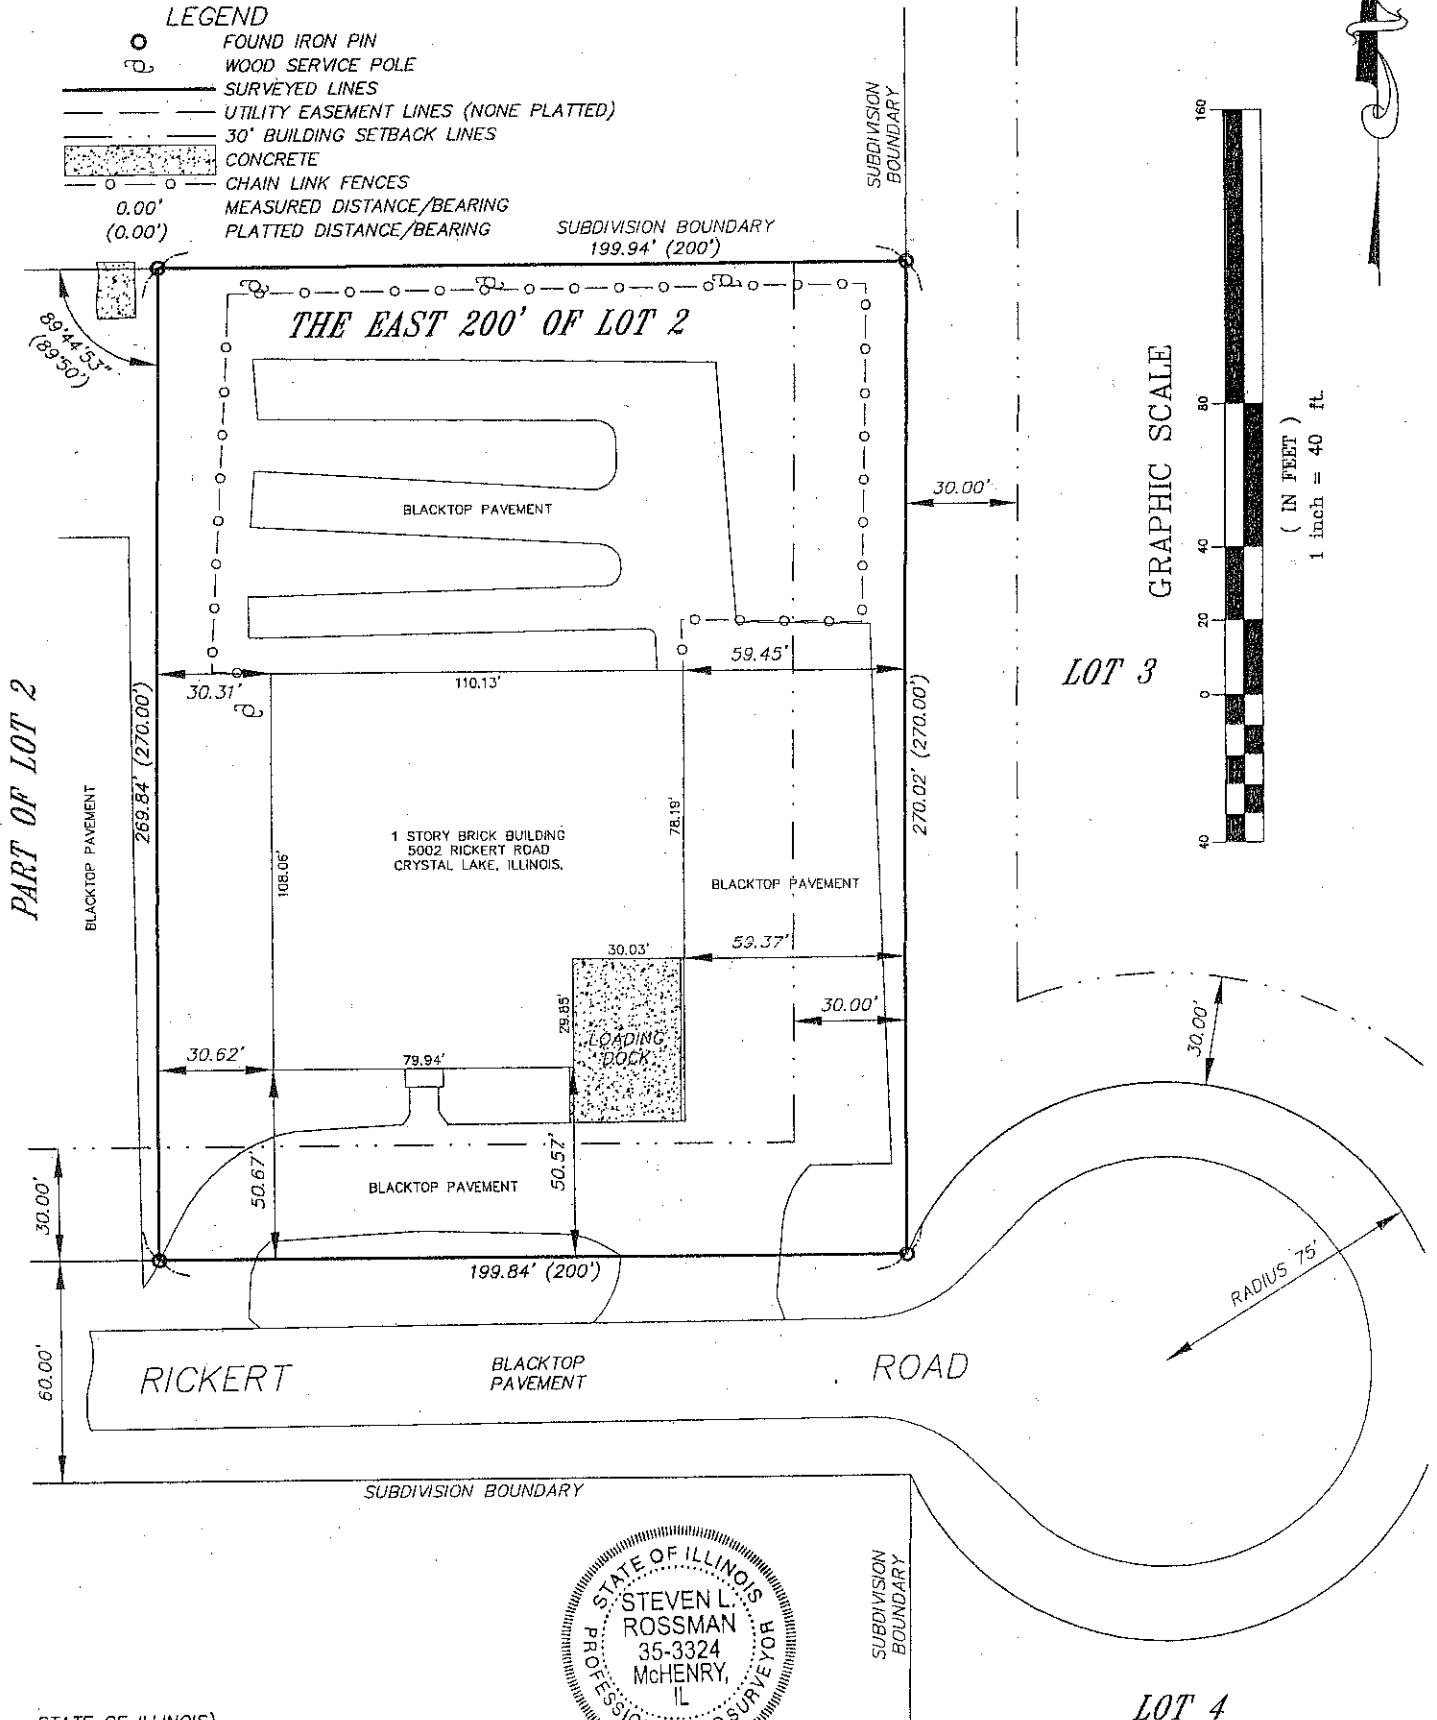 LEGEND
FOUND IRON PIN
WOOD SERVICE POLE
SURVEYED LINES
UTILITY EASEMENT LINES (NONE PLATTED)
30' BUILDING SETBACK LINES
CONCRETE
CHAIN LINK FENCES
0.00' MEASURED DISTANCE/BEARING
(0.00') PLATTED DISTANCE/BEARING
SUBDIVISION BOUNDARY
199.94' (200')
SUBDIVISION
BOUNDARY
89°44'53"
(89°50')
THE EAST 200' OF LOT 2
BLACKTOP PAVEMENT
30.00'
GRAPHIC SCALE
160
80
40
20
0
40
( IN FEET )
1 inch = 40 ft.
LOT 3
30.31'
110.13'
59.45'
PART OF LOT 2
BLACKTOP PAVEMENT
269.84' (270.00')
270.02' (270.00')
108.06'
1 STORY BRICK BUILDING
5002 RICKERT ROAD
CRYSTAL LAKE, ILLINOIS.
78.19'
BLACKTOP PAVEMENT
30.03'
59.37'
29.85'
LOADING
DOCK
30.00'
30.00'
30.62'
79.94'
50.67'
50.57'
BLACKTOP PAVEMENT
30.00'
199.84' (200')
60.00'
RADIUS 75'
RICKERT
BLACKTOP
PAVEMENT
ROAD
SUBDIVISION BOUNDARY
SUBDIVISION
BOUNDARY
STATE OF ILLINOIS
STEVEN L.
ROSSMAN
35-3324
McHENRY,
IL
SURVEYOR
LOT 4
STATE OF ILLINOIS)